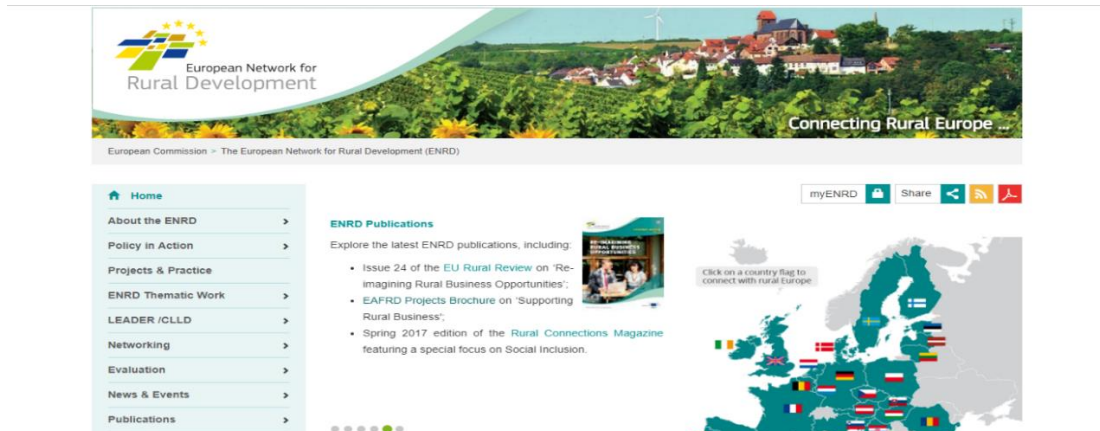 European Network for
Rural Development
Connecting Rural Europe ...
European Commission > The European Network for Rural Development (ENRD)
Home
About the ENRD
Policy in Action
Projects & Practice
ENRD Thematic Work
LEADER /CLLD
Networking
Evaluation
News & Events
Publications
myENRD
Share
ENRD Publications
Explore the latest ENRD publications, including:
Issue 24 of the EU Rural Review on 'Re-
imagining Rural Business Opportunities';
EAFRD Projects Brochure on 'Supporting
Rural Business';
Spring 2017 edition of the Rural Connections Magazine
featuring a special focus on Social Inclusion.
RE-IMAGINING
RURAL BUSINESS
OPPORTUNITIES
Click on a country flag to
connect with rural Europe